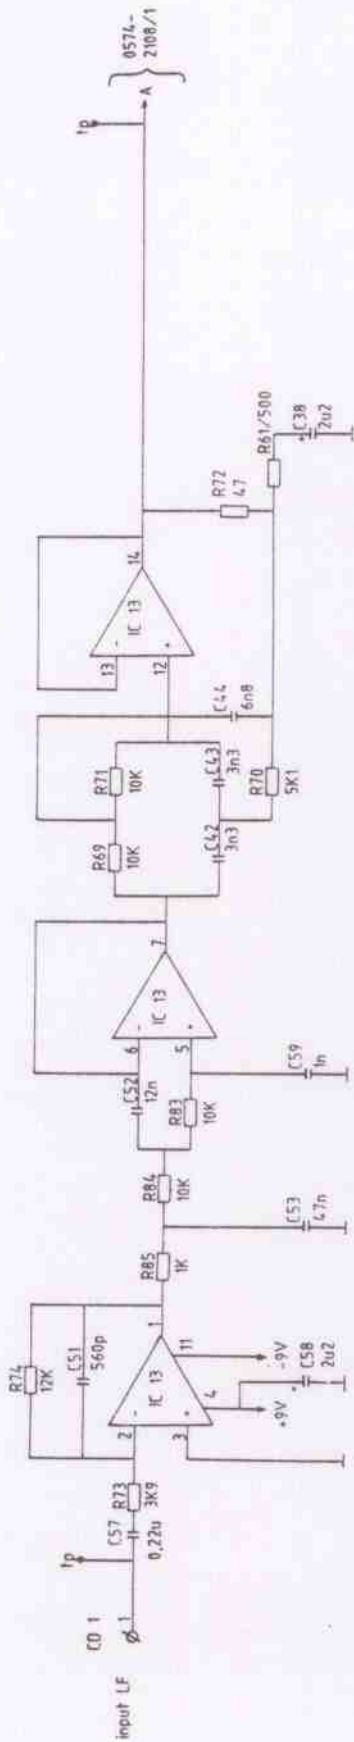 input LF
CO 1
1
tp
C57
0,22u
R73
3K9
R74
12K
C51
560p
2
3
-
+
IC 13
1
4
11
+9V
-9V
+
C58
2u2
R85
1K
C53
47n
R84
10K
C52
12n
R83
10K
6
5
-
+
IC 13
7
C59
1n
R69
10K
R71
10K
C42
3n3
C43
3n3
C44
6n8
R70
5K1
13
12
-
+
IC 13
14
R72
47
R61/500
+
C38
2u2
tp
A
0574-
2108/1